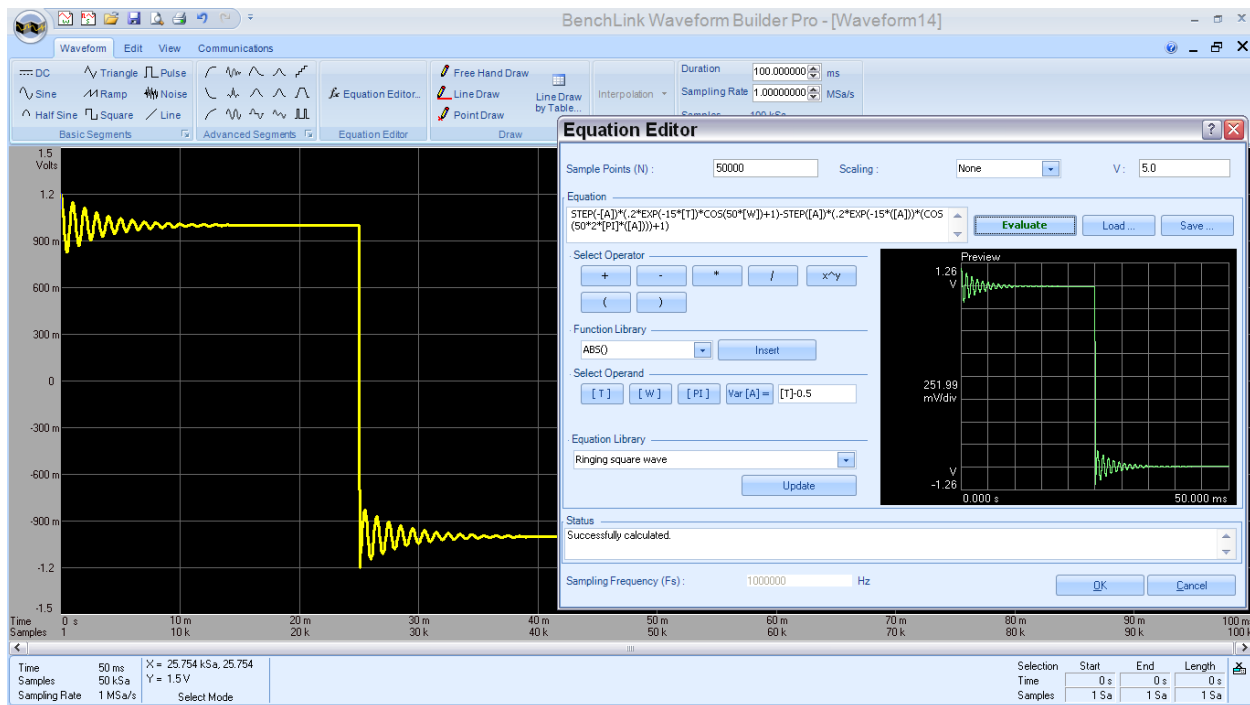 BenchLink Waveform Builder Pro - [Waveform14]
Waveform Edit View Communications
DC Triangle Pulse
Sine Ramp Noise
Half Sine Square Line
Basic Segments
Advanced Segments
fx Equation Editor...
Equation Editor
Free Hand Draw
Line Draw
Point Draw
Line Draw
by Table...
Draw
Interpolation
Duration 100.000000 ms
Sampling Rate 1.00000000 MSa/s
Samples 100 kSa
1.5
Volts
1.2
900 m
600 m
300 m
0
-300 m
-600 m
-900 m
-1.2
-1.5
Equation Editor
Sample Points (N) : 50000 Scaling : None V : 5.0
Equation
STEP(-[A])*(.2*EXP(-15*[T])*COS(50*[W])+1)-STEP([A])*(.2*EXP(-15*([A]))*(COS
(50*2*[PI]*([A])))+1)
Evaluate Load ... Save ...
Select Operator
+ - * / x^y
( )
Function Library
ABS() Insert
Select Operand
[ T ] [ W ] [ PI ] Var [A] = [T]-0.5
Equation Library
Ringing square wave
Update
Preview
1.26
V
251.99
mV/div
V
-1.26
0.000 s 50.000 ms
Status
Successfully calculated.
Sampling Frequency (Fs) : 1000000 Hz
OK Cancel
Time 0 s 10 m 20 m 30 m 40 m 50 m 60 m 70 m 80 m 90 m 100 m
Samples 1 10 k 20 k 30 k 40 k 50 k 60 k 70 k 80 k 90 k 100 k
Time 50 ms
Samples 50 kSa
Sampling Rate 1 MSa/s
X = 25.754 kSa, 25.754
Y = 1.5 V
Select Mode
Selection Start End Length
Time 0 s 0 s 0 s
Samples 1 Sa 1 Sa 1 Sa